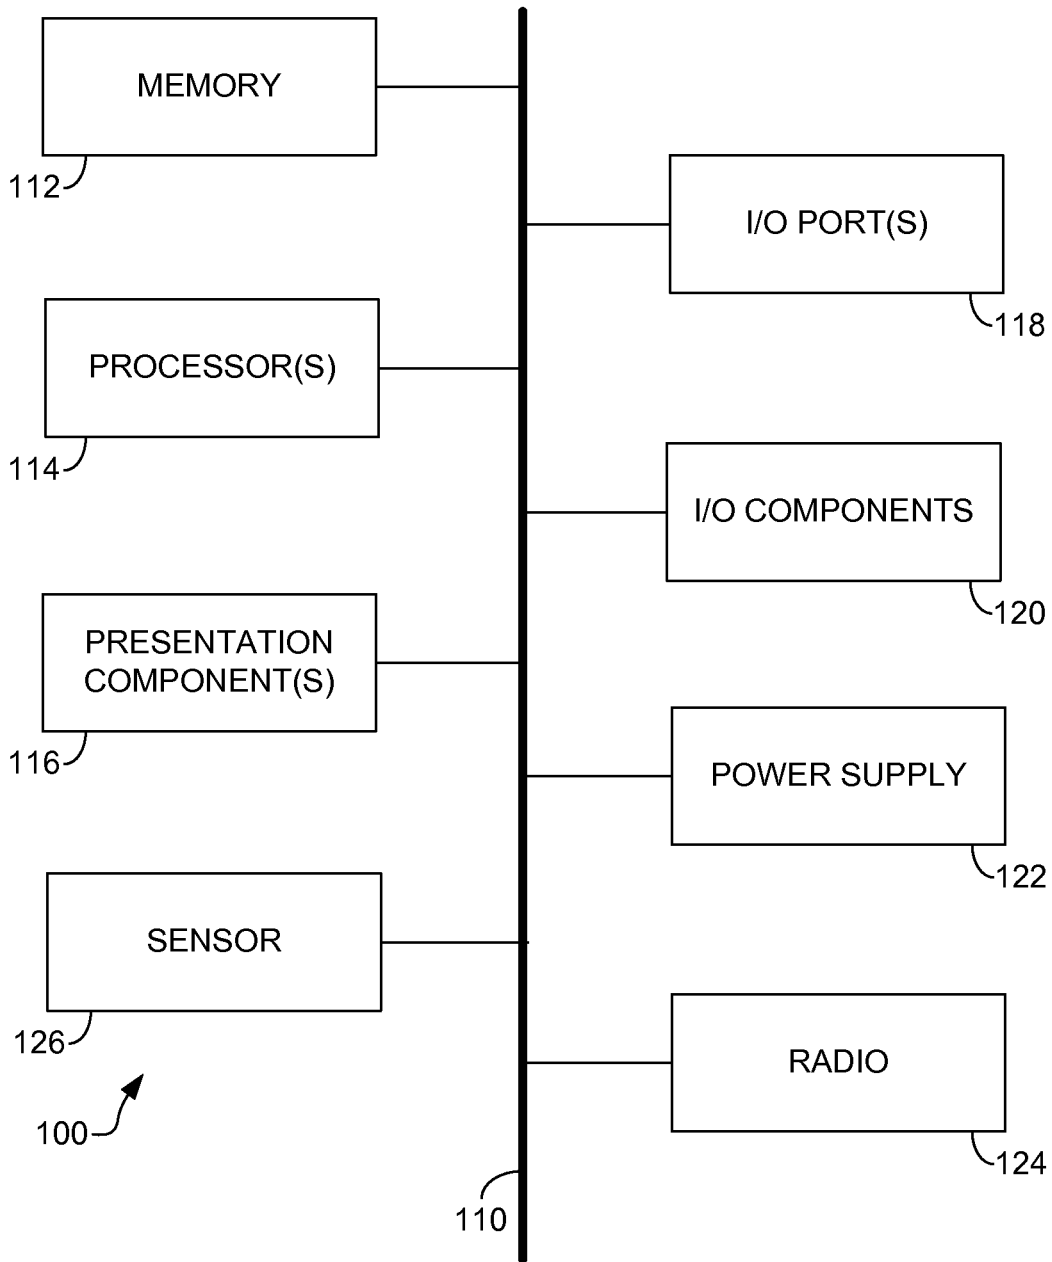 MEMORY
112
I/O PORT(S)
118
PROCESSOR(S)
114
I/O COMPONENTS
120
PRESENTATION
COMPONENT(S)
116
POWER SUPPLY
122
SENSOR
126
RADIO
124
100
110